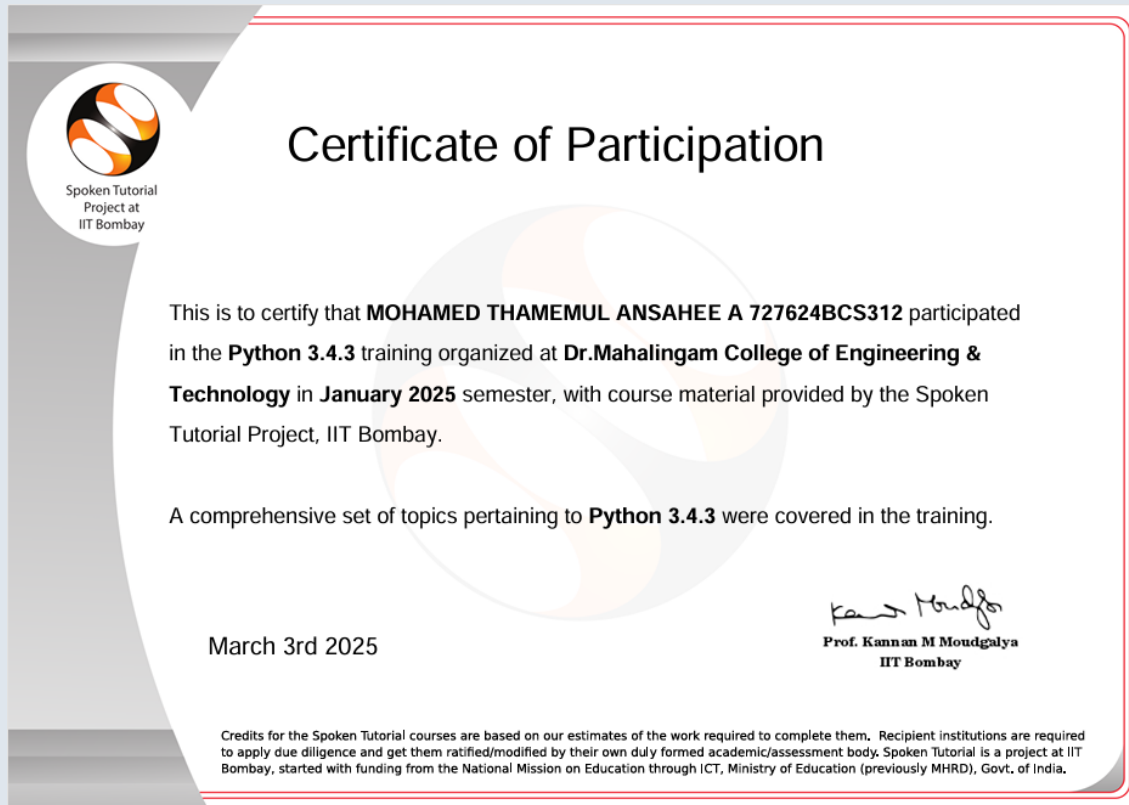 Spoken Tutorial
Project at
IIT Bombay
Certificate of Participation
This is to certify that MOHAMED THAMEMUL ANSAHEE A 727624BCS312 participated
in the Python 3.4.3 training organized at Dr.Mahalingam College of Engineering &
Technology in January 2025 semester, with course material provided by the Spoken
Tutorial Project, IIT Bombay.
A comprehensive set of topics pertaining to Python 3.4.3 were covered in the training.
March 3rd 2025
Prof. Kannan M Moudgalya
IIT Bombay
Credits for the Spoken Tutorial courses are based on our estimates of the work required to complete them. Recipient institutions are required
to apply due diligence and get them ratified/modified by their own duly formed academic/assessment body. Spoken Tutorial is a project at IIT
Bombay, started with funding from the National Mission on Education through ICT, Ministry of Education (previously MHRD), Govt. of India.